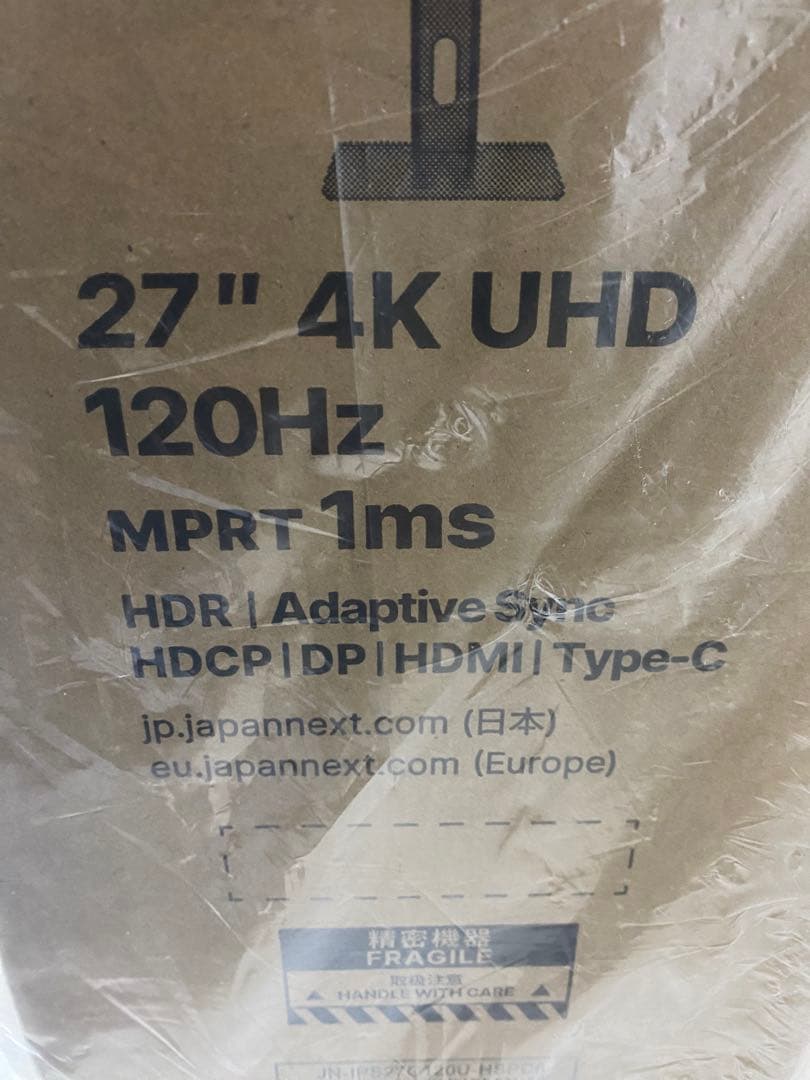 27" 4K UHD
120Hz
MPRT 1ms
HDR | Adaptive Sync
HDCP | DP | HDMI | Type-C
jp.japannext.com (日本)
eu.japannext.com (Europe)
精密機器
FRAGILE
取扱注意
HANDLE WITH CARE